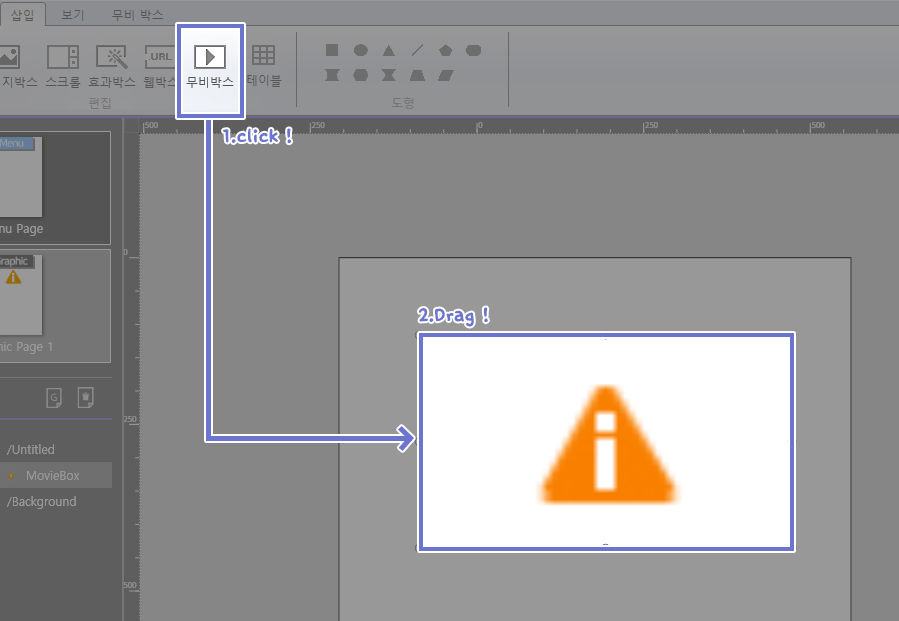 삽입 보기 무비 박스
지박스 스크롤 효과박스 URL 웹박스 무비박스 테이블
편집 도형
1.click !
500 250 0 250 500
Menu
nu Page
0
raphic
2.Drag !
nic Page 1
G
250
/Untitled
MovieBox
/Background
500